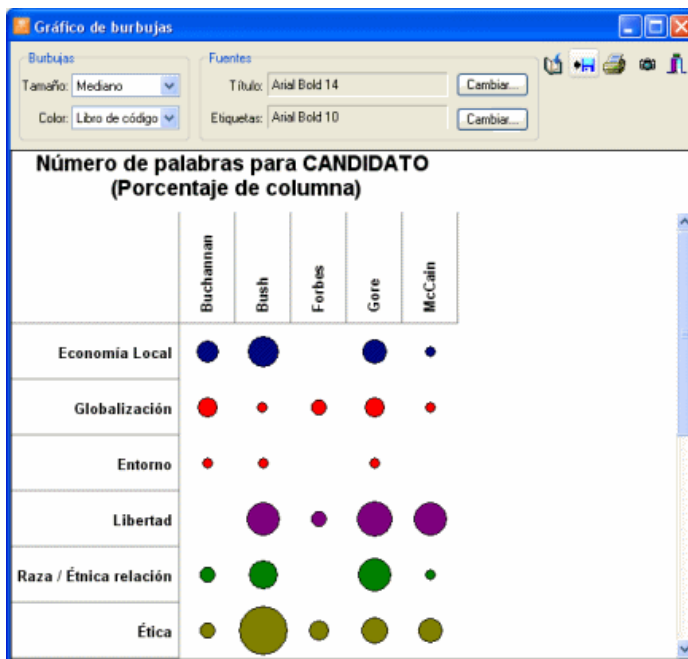 Gráfico de burbujas
Burbujas
Tamaño: Mediano
Color: Libro de código
Fuentes
Título: Arial Bold 14 Cambiar...
Etiquetas: Arial Bold 10 Cambiar...
Número de palabras para CANDIDATO
(Porcentaje de columna)
Buchannan
Bush
Forbes
Gore
McCain
Economía Local
Globalización
Entorno
Libertad
Raza / Étnica relación
Ética